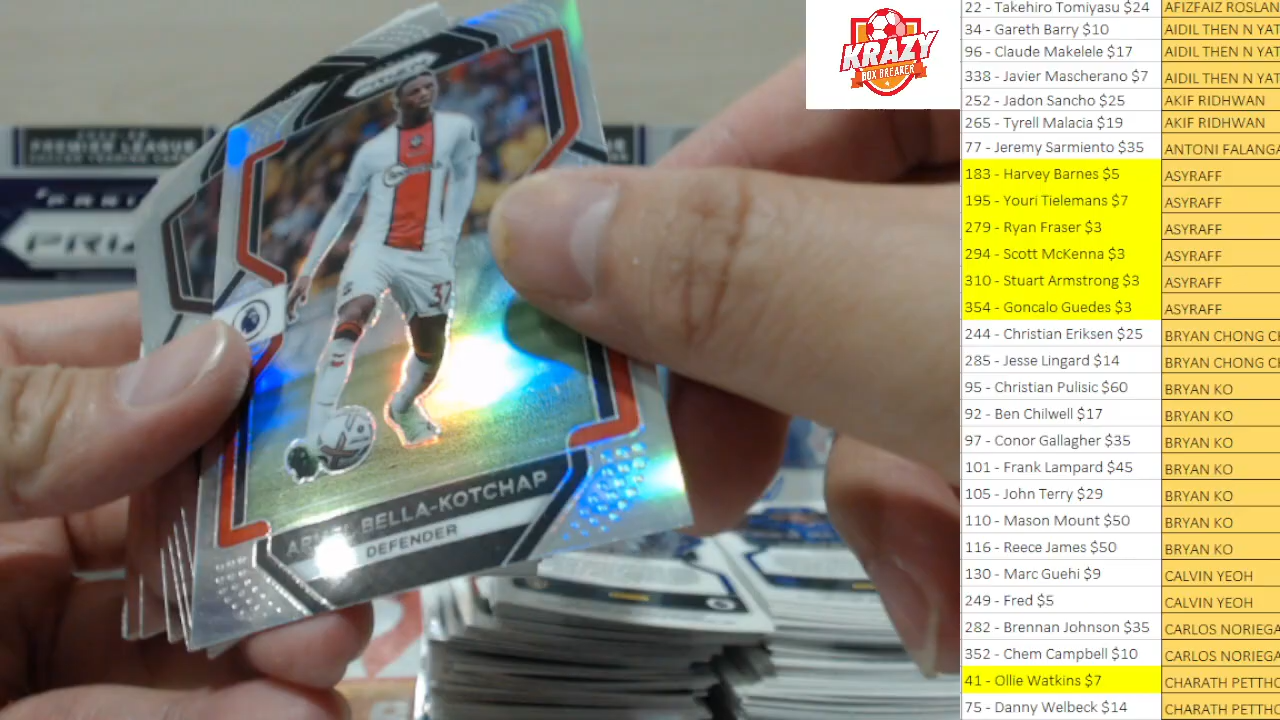 KRAZY
BOX BREAKER
PREMIER LEAGUE
37
BELLA-KOTCHAP
DEFENDER
22 - Takehiro Tomiyasu $24 AFIZFAIZ ROSLAN
34 - Gareth Barry $10 AIDIL THEN N YAT
96 - Claude Makelele $17 AIDIL THEN N YAT
338 - Javier Mascherano $7 AIDIL THEN N YAT
252 - Jadon Sancho $25 AKIF RIDHWAN
265 - Tyrell Malacia $19 AKIF RIDHWAN
77 - Jeremy Sarmiento $35 ANTONI FALANGA
183 - Harvey Barnes $5 ASYRAFF
195 - Youri Tielemans $7 ASYRAFF
279 - Ryan Fraser $3 ASYRAFF
294 - Scott McKenna $3 ASYRAFF
310 - Stuart Armstrong $3 ASYRAFF
354 - Goncalo Guedes $3 ASYRAFF
244 - Christian Eriksen $25 BRYAN CHONG CH
285 - Jesse Lingard $14 BRYAN CHONG CH
95 - Christian Pulisic $60 BRYAN KO
92 - Ben Chilwell $17 BRYAN KO
97 - Conor Gallagher $35 BRYAN KO
101 - Frank Lampard $45 BRYAN KO
105 - John Terry $29 BRYAN KO
110 - Mason Mount $50 BRYAN KO
116 - Reece James $50 BRYAN KO
130 - Marc Guehi $9 CALVIN YEOH
249 - Fred $5 CALVIN YEOH
282 - Brennan Johnson $35 CARLOS NORIEGA
352 - Chem Campbell $10 CARLOS NORIEGA
41 - Ollie Watkins $7 CHARATH PETTHO
75 - Danny Welbeck $14 CHARATH PETTHO